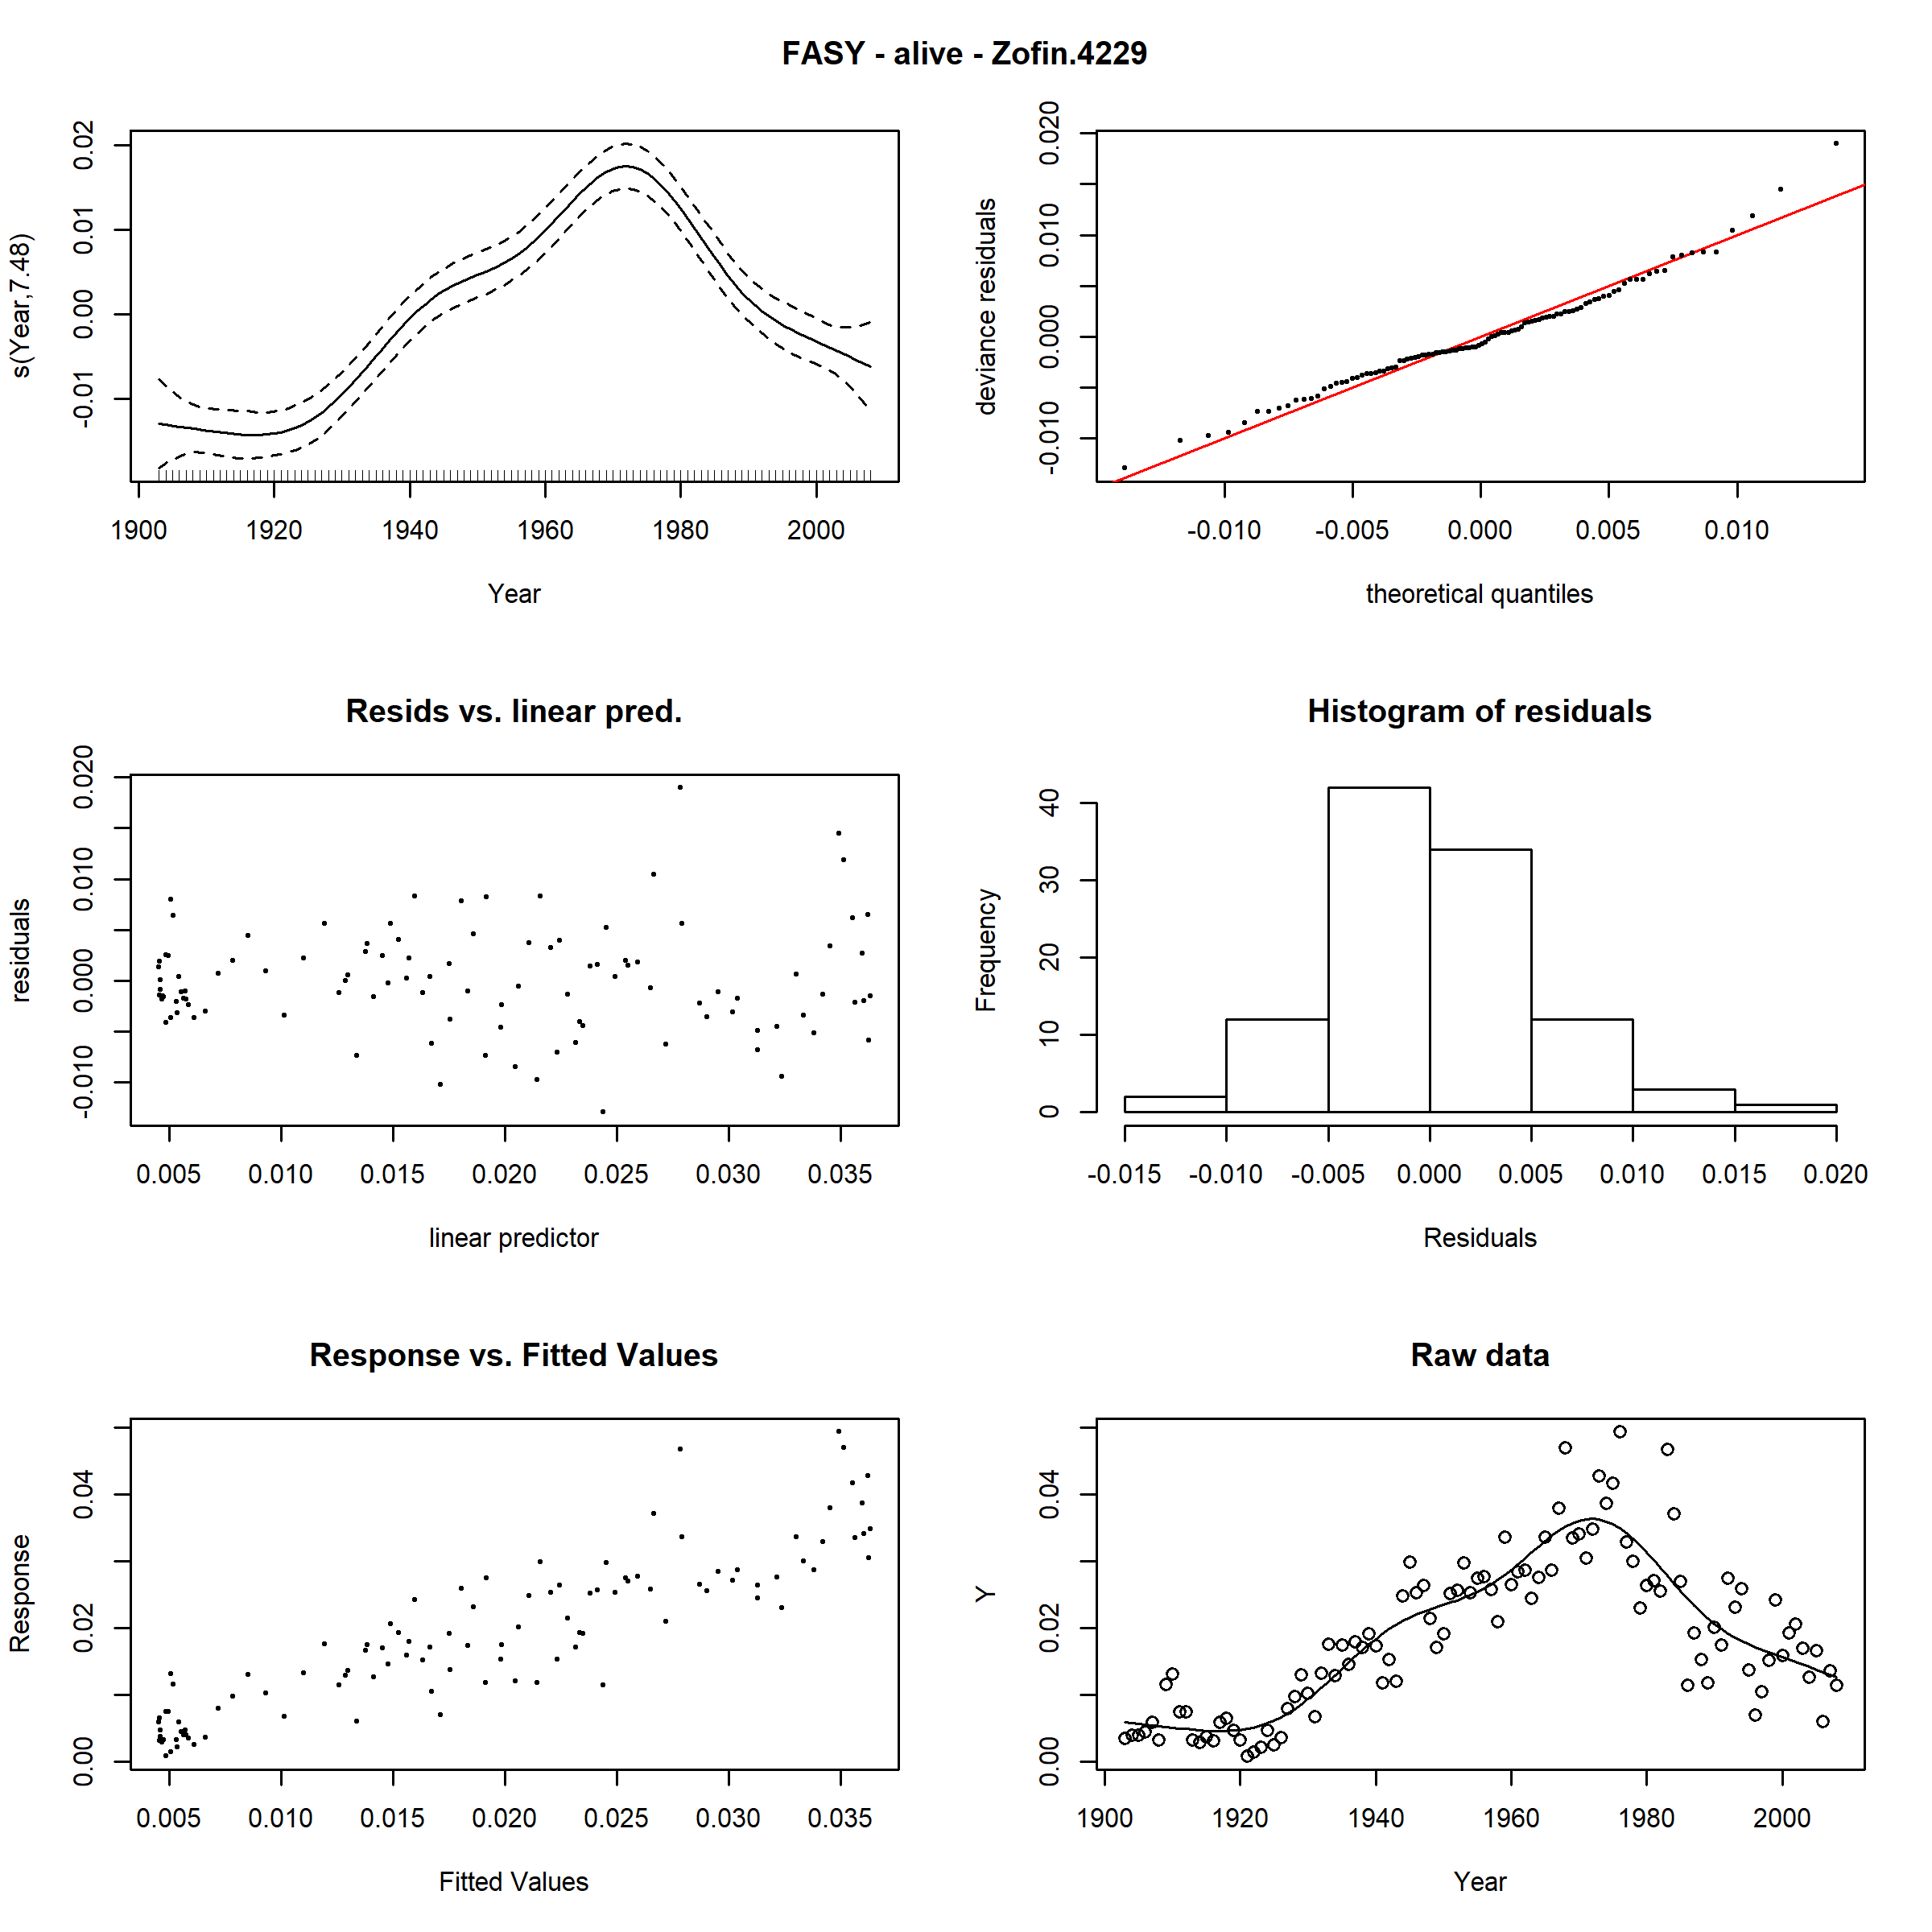 FASY - alive - Zofin.4229
s(Year,7.48)
-0.01 0.00 0.01 0.02
1900 1920 1940 1960 1980 2000
Year
deviance residuals
-0.010 0.000 0.010 0.020
-0.010 -0.005 0.000 0.005 0.010
theoretical quantiles
Resids vs. linear pred.
residuals
-0.010 0.000 0.010 0.020
0.005 0.010 0.015 0.020 0.025 0.030 0.035
linear predictor
Histogram of residuals
Frequency
0 10 20 30 40
-0.015 -0.010 -0.005 0.000 0.005 0.010 0.015 0.020
Residuals
Response vs. Fitted Values
Response
0.00 0.02 0.04
0.005 0.010 0.015 0.020 0.025 0.030 0.035
Fitted Values
Raw data
Y
0.00 0.02 0.04
1900 1920 1940 1960 1980 2000
Year